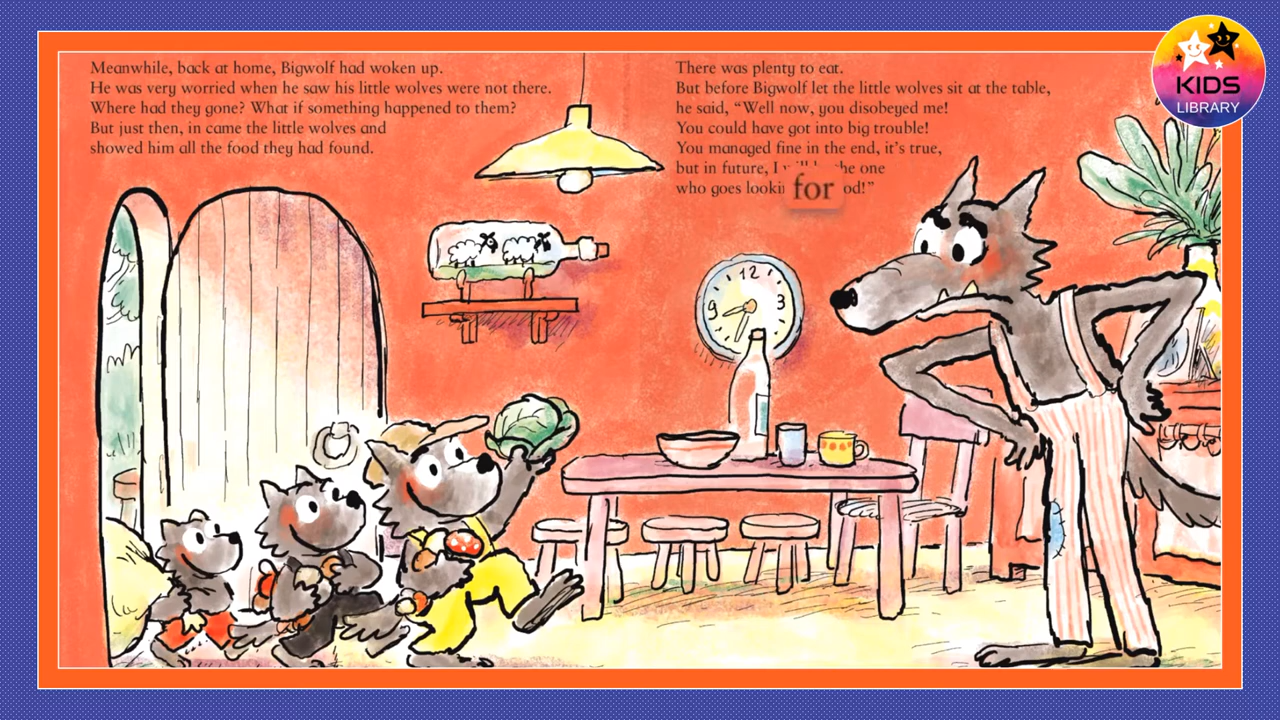 Meanwhile, back at home, Bigwolf had woken up.
He was very worried when he saw his little wolves were not there.
Where had they gone? What if something happened to them?
But just then, in came the little wolves and
showed him all the food they had found.
There was plenty to eat.
But before Bigwolf let the little wolves sit at the table,
he said, “Well now, you disobeyed me!
You could have got into big trouble!
You managed fine in the end, it’s true,
but in future, I one
who goes for
12
9
3
KIDS
LIBRARY